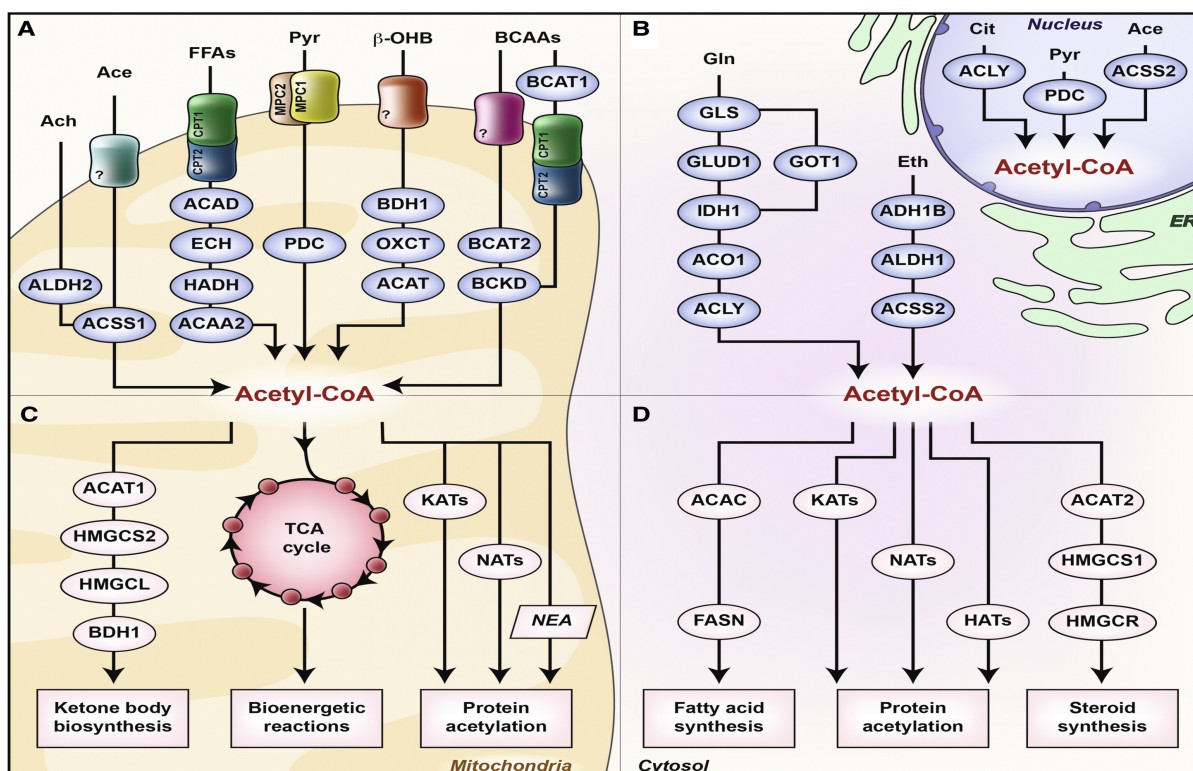 A
Pyr
β-OHB
BCAAs
FFAs
Ace
Ach
BCAT1
MPC2
MPC1
CPT1
CPT2
?
?
?
CPT1
CPT2
ACAD
BDH1
ECH
PDC
OXCT
BCAT2
ALDH2
HADH
ACAT
BCKD
ACSS1
ACAA2
Acetyl-CoA
B
Nucleus
Cit
Ace
Gln
Pyr
ACLY
ACSS2
PDC
GLS
GLUD1
GOT1
Eth
Acetyl-CoA
IDH1
ADH1B
ER
ACO1
ALDH1
ACLY
ACSS2
Acetyl-CoA
C
ACAT1
KATs
HMGCS2
TCA
cycle
NATs
HMGCL
NEA
BDH1
Ketone body
biosynthesis
Bioenergetic
reactions
Protein
acetylation
Mitochondria
D
ACAC
KATs
ACAT2
NATs
HMGCS1
FASN
HATs
HMGCR
Fatty acid
synthesis
Protein
acetylation
Steroid
synthesis
Cytosol